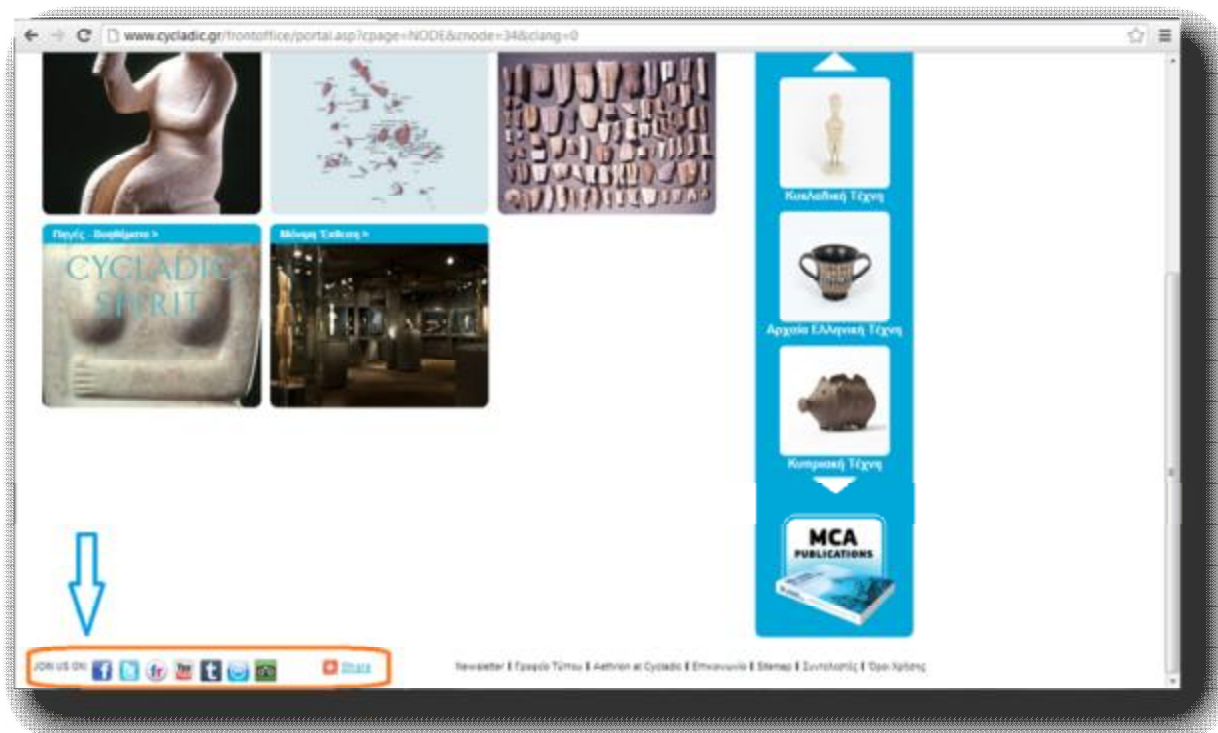 www.cycladic.gr/frontoffice/portal.asp?cpage=NODE&cnode=34&clang=0
Πηγές - Βοηθήματα >
Μόνιμη Έκθεση >
CYCLADIC
SPIRIT
Κυκλαδική Τέχνη
Αρχαία Ελληνική Τέχνη
Κυπριακή Τέχνη
MCA
PUBLICATIONS
JOIN US ON:
You
Share
Newsletter | Γραφείο Τύπου | Aethrion at Cycladic | Επικοινωνία | Sitemap | Συντελεστές | Όροι Χρήσης